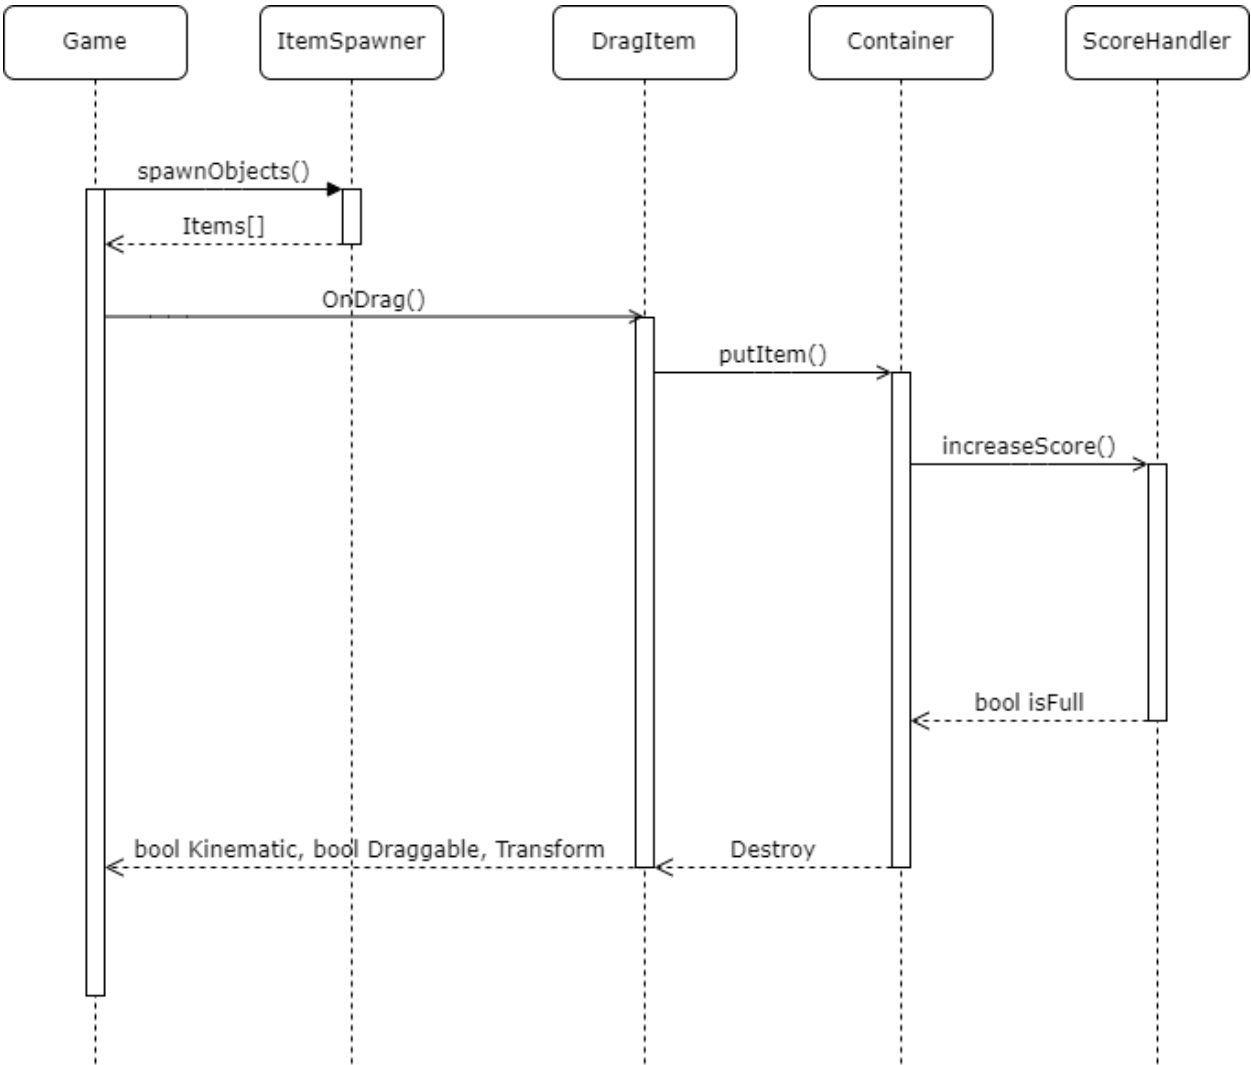 Game
ItemSpawner
DragItem
Container
ScoreHandler
spawnObjects()
Items[]
OnDrag()
putItem()
increaseScore()
bool isFull
bool Kinematic, bool Draggable, Transform
Destroy